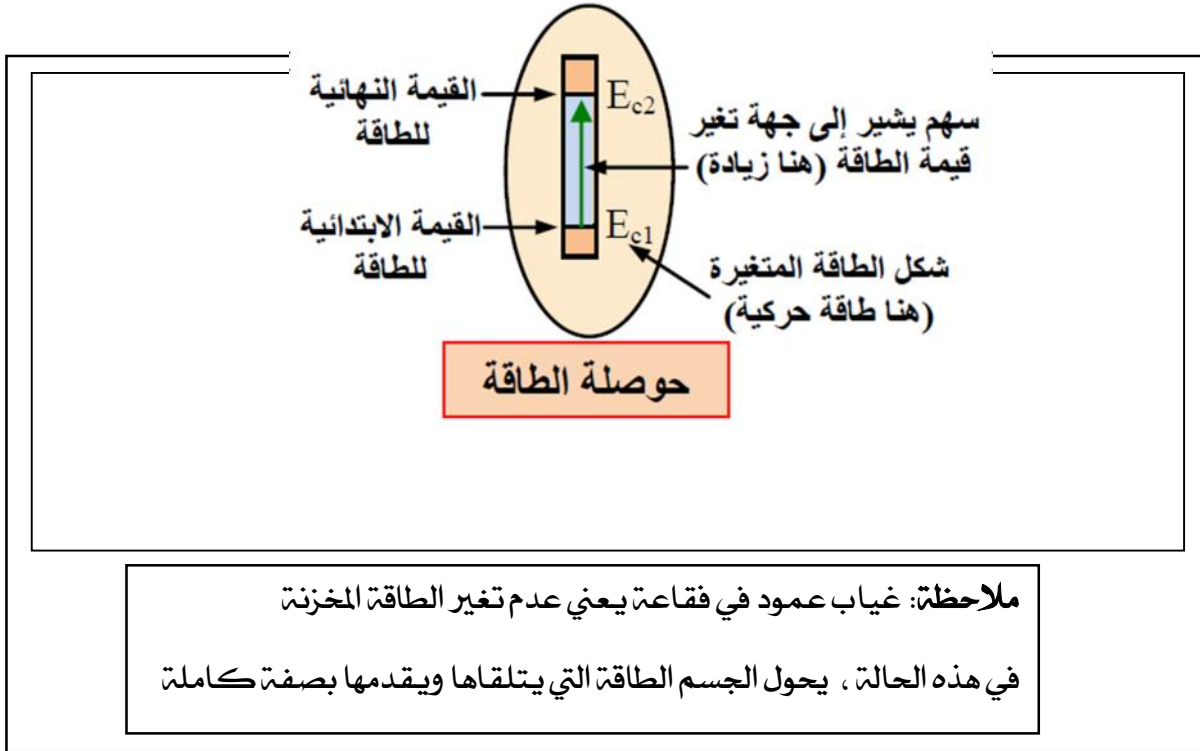 القيمة النهائية
للطاقة
E_c2
سهم يشير إلى جهة تغير
قيمة الطاقة (هنا زيادة)
القيمة الابتدائية
للطاقة
E_c1
شكل الطاقة المتغيرة
(هنا طاقة حركية)
حوصلة الطاقة
ملاحظة: غياب عمود في فقاعة يعني عدم تغير الطاقة المخزنة
في هذه الحالة ، يحول الجسم الطاقة التي يتلقاها ويقدمها بصفة كاملة